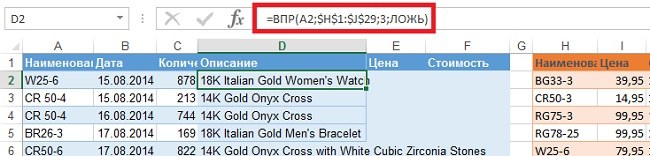 D2 fx =ВПР(A2;$H$1:$J$29;3;ЛОЖЬ)
A B C D E F G H I
1 Наименова Дата Количе Описание Цена Стоимость Наименова Цена
2 W25-6 15.08.2014 878 18K Italian Gold Women's Watch BG33-3 39,95
3 CR 50-4 15.08.2014 213 14K Gold Onyx Cross CR50-3 14,95
4 CR 50-4 16.08.2014 744 14K Gold Onyx Cross RG75-3 99,95
5 BR26-3 17.08.2014 169 18K Italian Gold Men's Bracelet RG78-25 99,95
6 CR50-6 17.08.2014 822 14K Gold Onyx Cross with White Cubic Zirconia Stones W25-6 79,95